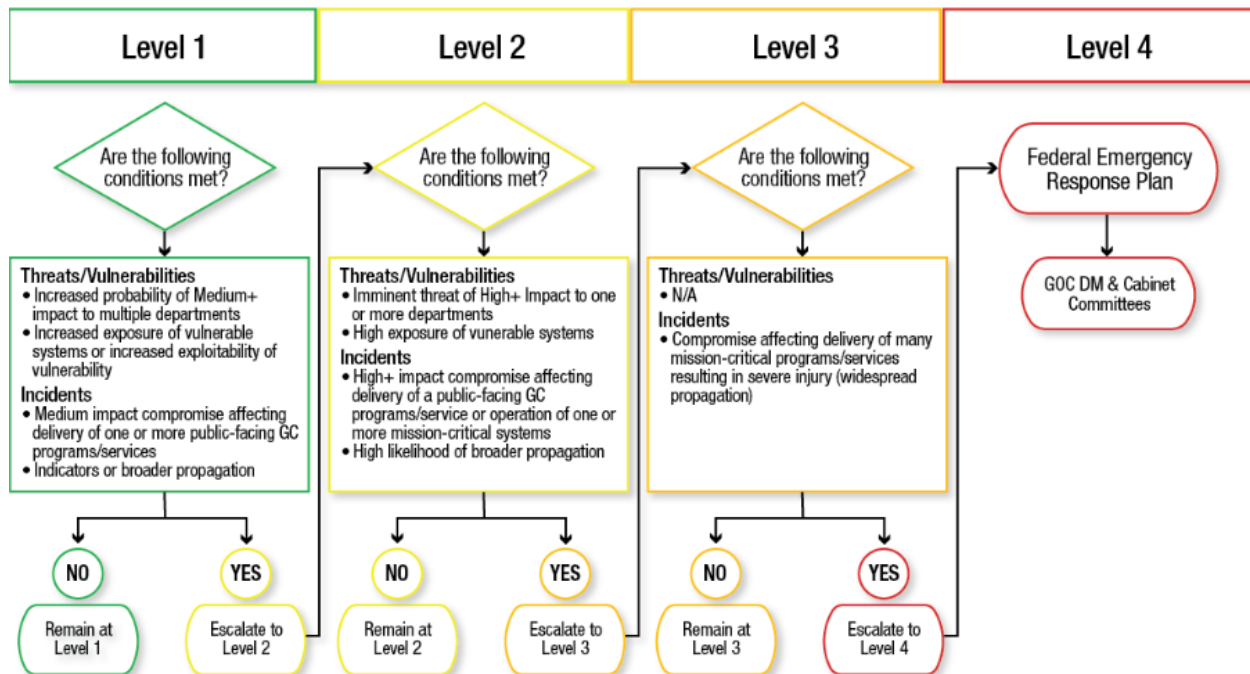 Level 1
Level 2
Level 3
Level 4
Are the following
conditions met?
Threats/Vulnerabilities
• Increased probability of Medium+
impact to multiple departments
• Increased exposure of vulnerable
systems or increased exploitability of
vulnerability
Incidents
• Medium impact compromise affecting
delivery of one or more public-facing GC
programs/services
• Indicators or broader propagation
NO
YES
Remain at
Level 1
Escalate to
Level 2
Are the following
conditions met?
Threats/Vulnerabilities
• Imminent threat of High+ Impact to one
or more departments
• High exposure of vunerable systems
Incidents
• High+ impact compromise affecting
delivery of a public-facing GC
programs/service or operation of one or
more mission-critical systems
• High likelihood of broader propagation
NO
YES
Remain at
Level 2
Escalate to
Level 3
Are the following
conditions met?
Threats/Vulnerabilities
• N/A
Incidents
• Compromise affecting delivery of many
mission-critical programs/services
resulting in severe injury (widespread
propagation)
NO
YES
Remain at
Level 3
Escalate to
Level 4
Federal Emergency
Response Plan
GOC DM & Cabinet
Committees